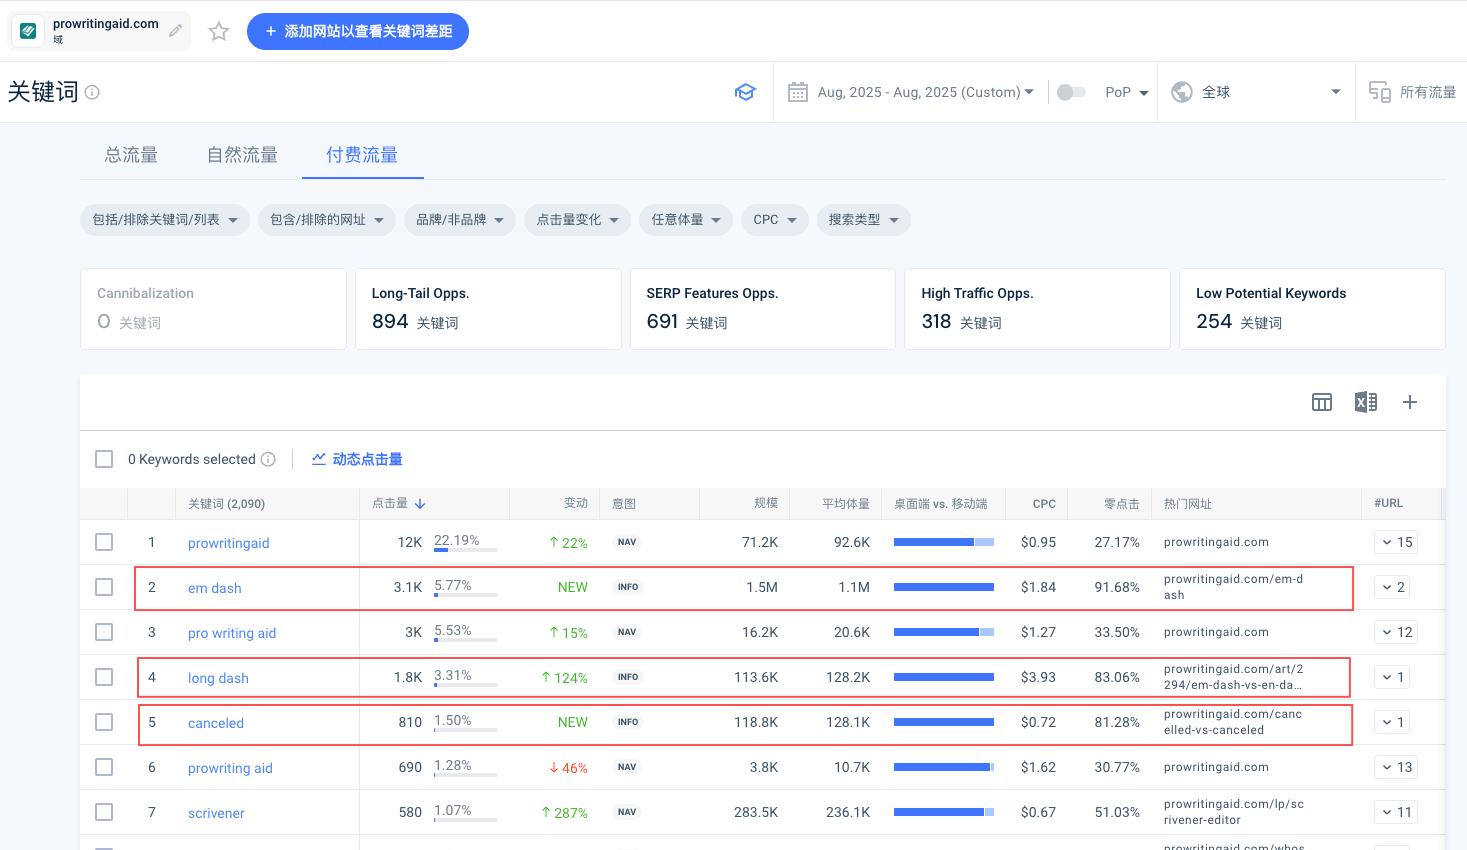 prowritingaid.com
域
+ 添加网站以查看关键词差距
关键词
Aug, 2025 - Aug, 2025 (Custom)
PoP
全球
所有流量
总流量 自然流量 付费流量
包括/排除关键词/列表 包含/排除的网址 品牌/非品牌 点击量变化 任意体量 CPC 搜索类型
Cannibalization
0 关键词
Long-Tail Opps.
894 关键词
SERP Features Opps.
691 关键词
High Traffic Opps.
318 关键词
Low Potential Keywords
254 关键词
0 Keywords selected 动态点击量
关键词 (2,090) 点击量 变动 意图 规模 平均体量 桌面端 vs. 移动端 CPC 零点击 热门网址 #URL
1 prowritingaid 12K 22.19% ↑ 22% NAV 71.2K 92.6K $0.95 27.17% prowritingaid.com 15
2 em dash 3.1K 5.77% NEW INFO 1.5M 1.1M $1.84 91.68% prowritingaid.com/em-d
ash 2
3 pro writing aid 3K 5.53% ↑ 15% NAV 16.2K 20.6K $1.27 33.50% prowritingaid.com 12
4 long dash 1.8K 3.31% ↑ 124% INFO 113.6K 128.2K $3.93 83.06% prowritingaid.com/art/2
294/em-dash-vs-en-da... 1
5 canceled 810 1.50% NEW INFO 118.8K 128.1K $0.72 81.28% prowritingaid.com/canc
elled-vs-canceled 1
6 prowriting aid 690 1.28% ↓ 46% NAV 3.8K 10.7K $1.62 30.77% prowritingaid.com 13
7 scrivener 580 1.07% ↑ 287% NAV 283.5K 236.1K $0.67 51.03% prowritingaid.com/lp/sc
rivener-editor 11
prowritingaid.com/whos